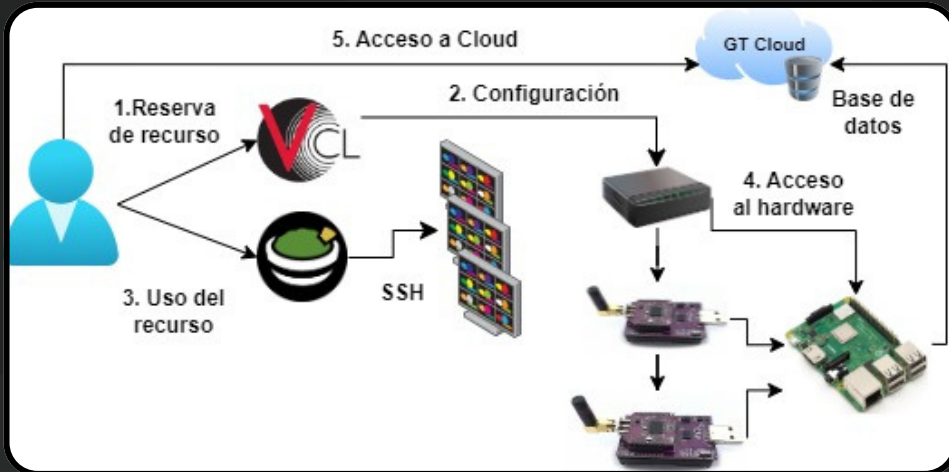 5. Acceso a Cloud
GT Cloud
1.Reserva
de recurso
2. Configuración
Base de
datos
VCL
4. Acceso
al hardware
SSH
3. Uso del
recurso